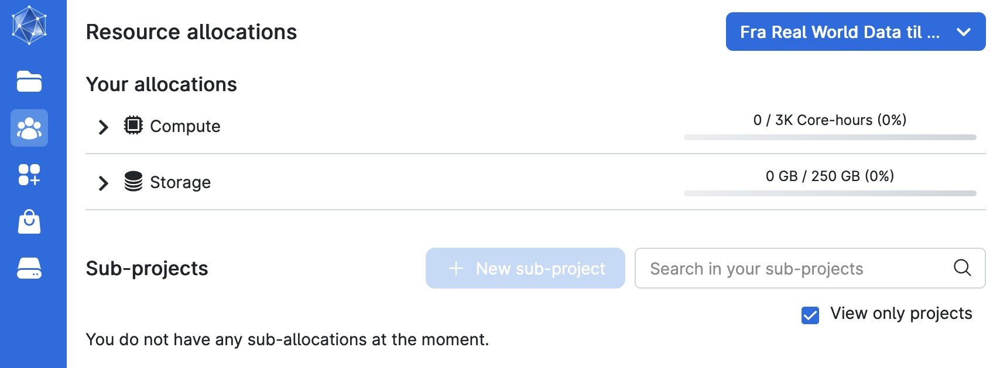 Resource allocations
Fra Real World Data til ...
Your allocations
Compute
0 / 3K Core-hours (0%)
Storage
0 GB / 250 GB (0%)
Sub-projects
New sub-project
Search in your sub-projects
View only projects
You do not have any sub-allocations at the moment.